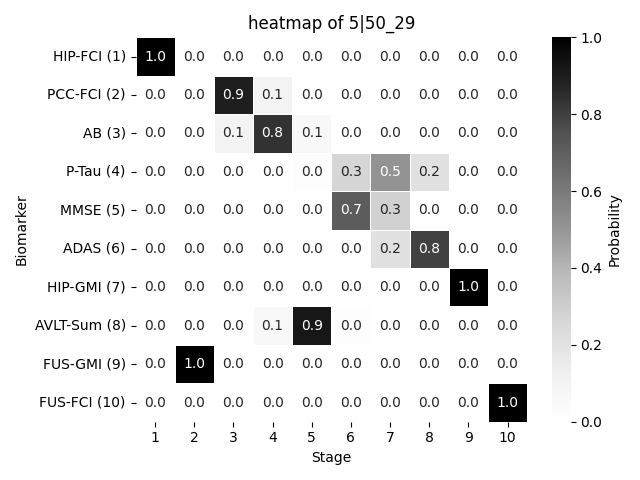 heatmap of 5|50_29
HIP-FCI (1) 1.0 0.0 0.0 0.0 0.0 0.0 0.0 0.0 0.0 0.0
PCC-FCI (2) 0.0 0.0 0.9 0.1 0.0 0.0 0.0 0.0 0.0 0.0
AB (3) 0.0 0.0 0.1 0.8 0.1 0.0 0.0 0.0 0.0 0.0
P-Tau (4) 0.0 0.0 0.0 0.0 0.0 0.3 0.5 0.2 0.0 0.0
MMSE (5) 0.0 0.0 0.0 0.0 0.0 0.7 0.3 0.0 0.0 0.0
ADAS (6) 0.0 0.0 0.0 0.0 0.0 0.0 0.2 0.8 0.0 0.0
HIP-GMI (7) 0.0 0.0 0.0 0.0 0.0 0.0 0.0 0.0 1.0 0.0
AVLT-Sum (8) 0.0 0.0 0.0 0.1 0.9 0.0 0.0 0.0 0.0 0.0
FUS-GMI (9) 0.0 1.0 0.0 0.0 0.0 0.0 0.0 0.0 0.0 0.0
FUS-FCI (10) 0.0 0.0 0.0 0.0 0.0 0.0 0.0 0.0 0.0 1.0
1 2 3 4 5 6 7 8 9 10
Stage
Biomarker
1.0
0.8
0.6
0.4
0.2
0.0
Probability